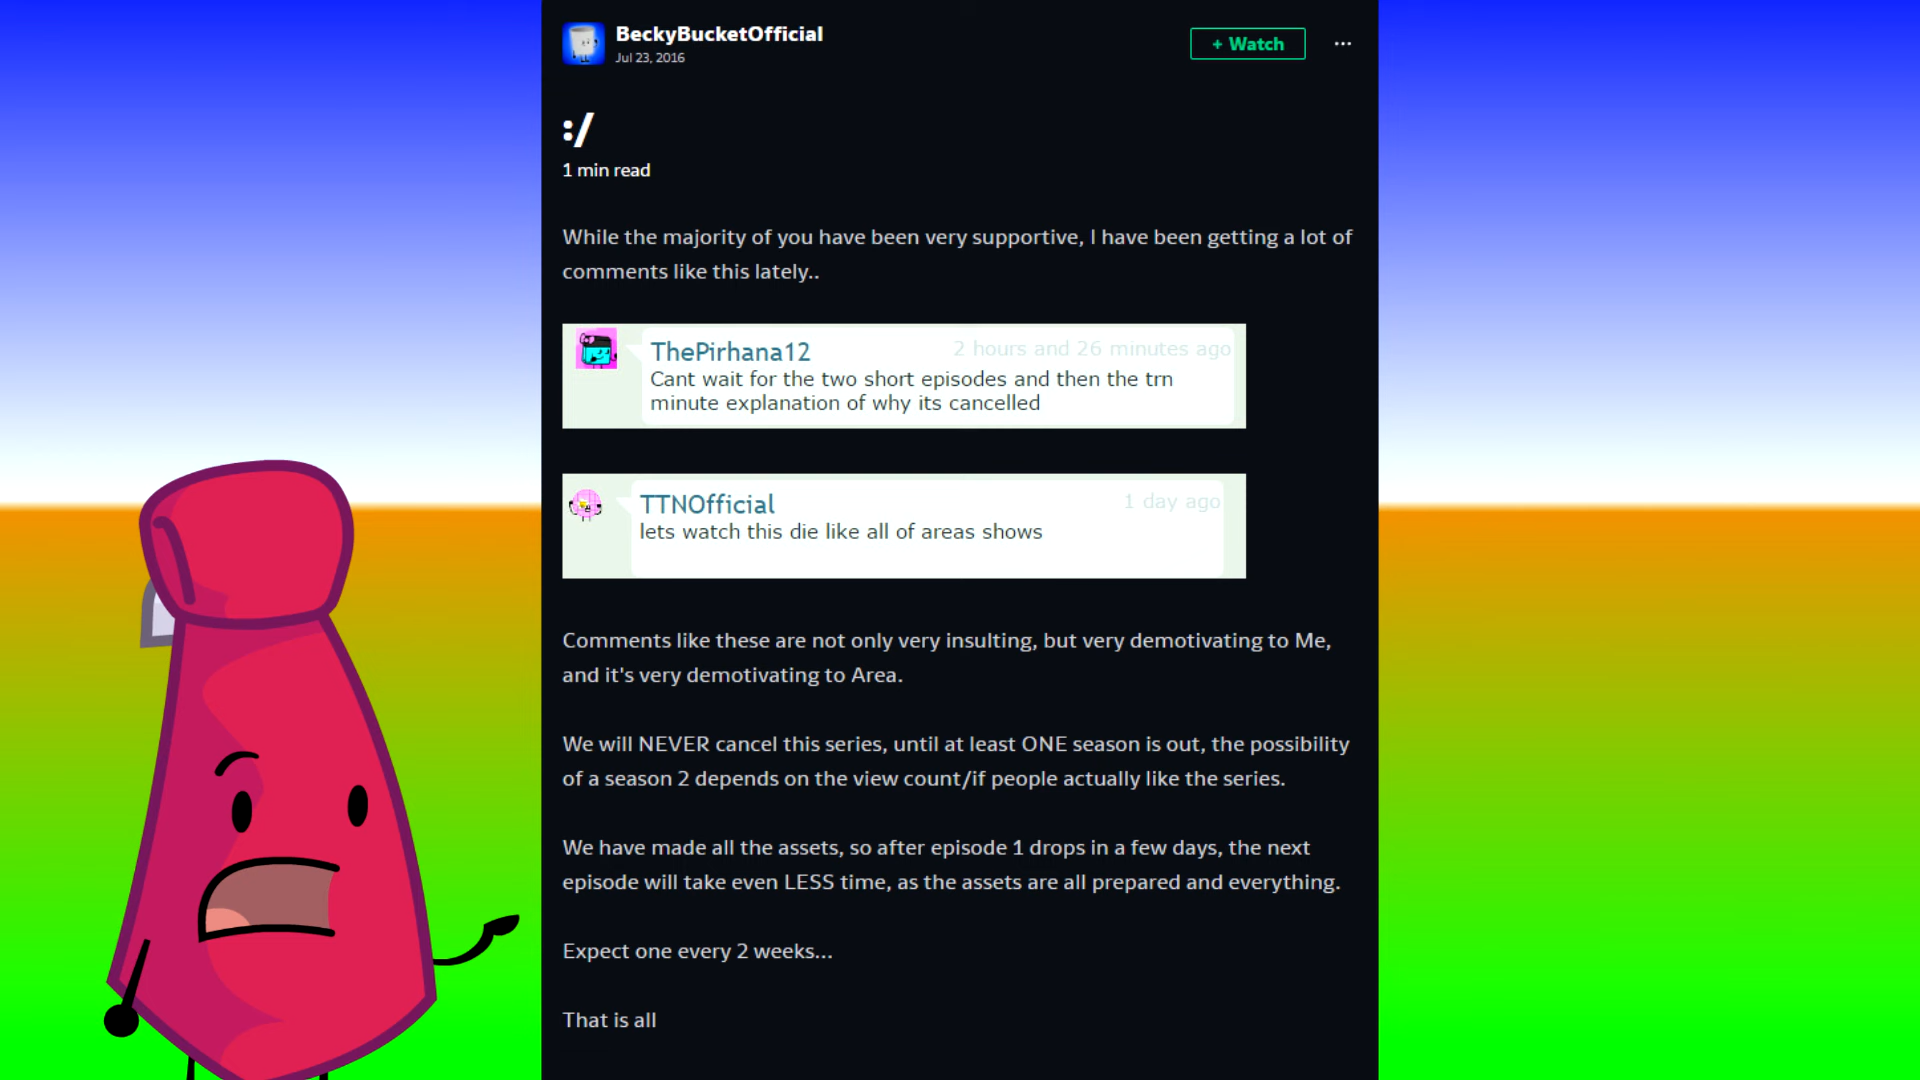 BeckyBucketOfficial
Jul 23, 2016
+ Watch
...
:/
1 min read
While the majority of you have been very supportive, I have been getting a lot of
comments like this lately..
ThePirhana12
2 hours and 26 minutes ago
Cant wait for the two short episodes and then the trn
minute explanation of why its cancelled
TTNOfficial
1 day ago
lets watch this die like all of areas shows
Comments like these are not only very insulting, but very demotivating to Me,
and it's very demotivating to Area.
We will NEVER cancel this series, until at least ONE season is out, the possibility
of a season 2 depends on the view count/if people actually like the series.
We have made all the assets, so after episode 1 drops in a few days, the next
episode will take even LESS time, as the assets are all prepared and everything.
Expect one every 2 weeks...
That is all